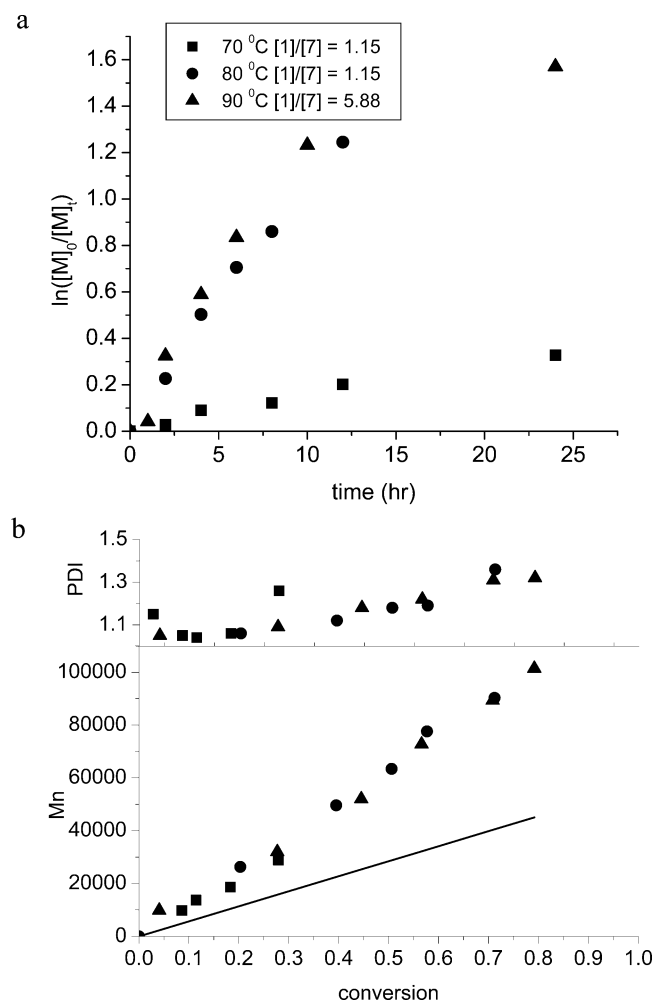 a
70 ⁰C [1]/[7] = 1.15
80 ⁰C [1]/[7] = 1.15
90 ⁰C [1]/[7] = 5.88
1.6
1.4
1.2
1.0
0.8
0.6
0.4
0.2
0.0
ln([M]₀/[M]ₜ)
0 5 10 15 20 25
time (hr)
b
1.5
1.3
1.1
PDI
100000
80000
60000
40000
20000
0
Mn
0.0 0.1 0.2 0.3 0.4 0.5 0.6 0.7 0.8 0.9 1.0
conversion